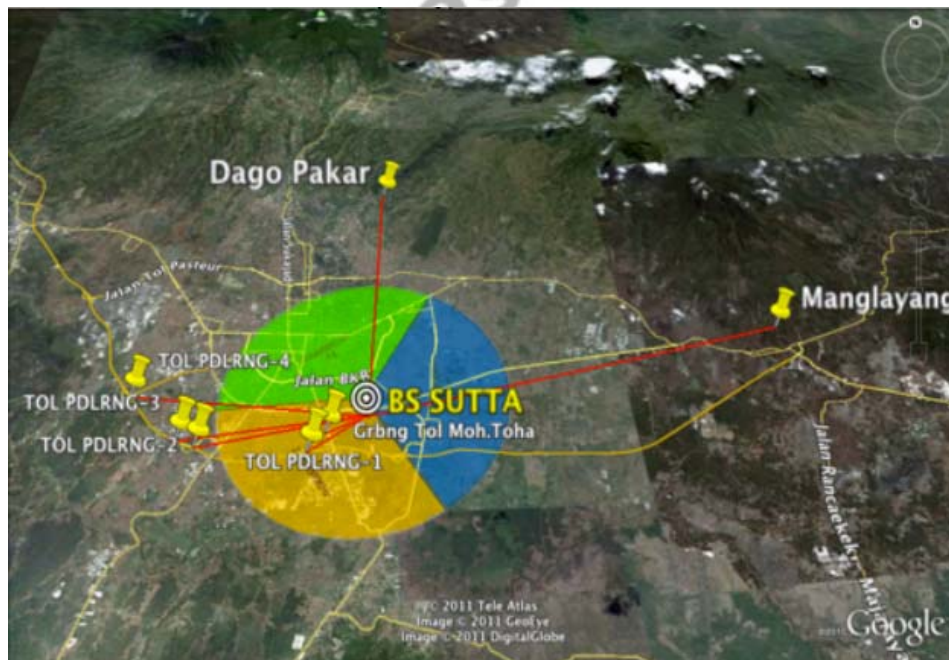 Dago Pakar
Manglayang
Jalan Tol Pasteur
TOL PDLRNG-4
Jalan BKR
TOL PDLRNG-3
BS SUTTA
Grbng Tol Moh.Toha
TOL PDLRNG-2
TOL PDLRNG-1
Jalan Rancaekek
© 2011 Tele Atlas
Image © 2011 GeoEye
Image © 2011 DigitalGlobe
©2010 Google